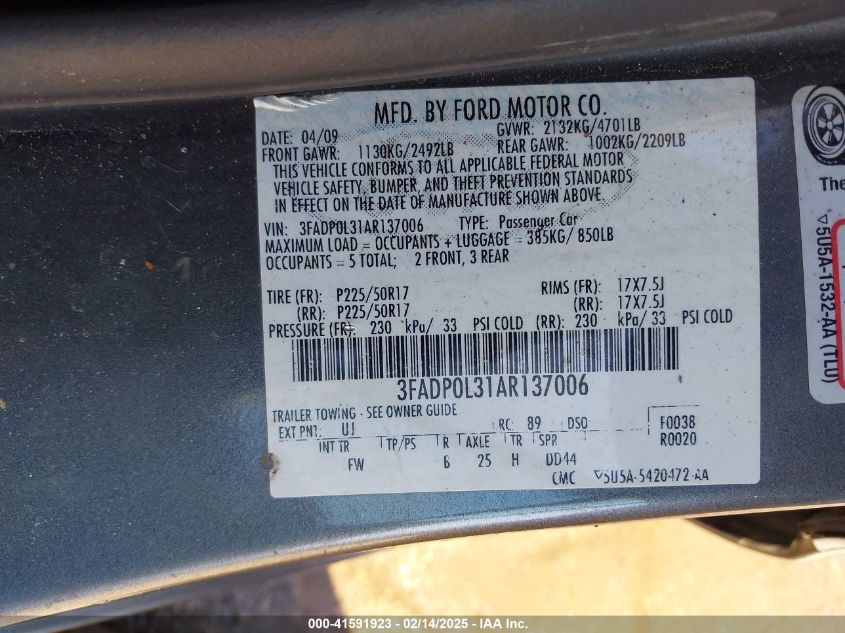 MFD. BY FORD MOTOR CO.
DATE: 04/09 GVWR: 2132KG/4701LB
FRONT GAWR: 1130KG/2492LB REAR GAWR: 1002KG/2209LB
THIS VEHICLE CONFORMS TO ALL APPLICABLE FEDERAL MOTOR
VEHICLE SAFETY, BUMPER, AND THEFT PREVENTION STANDARDS
IN EFFECT ON THE DATE OF MANUFACTURE SHOWN ABOVE.
VIN: 3FADP0L31AR137006 TYPE: Passenger Car
MAXIMUM LOAD = OCCUPANTS + LUGGAGE = 385KG/ 850LB
OCCUPANTS = 5 TOTAL; 2 FRONT, 3 REAR
TIRE (FR): P225/50R17 RIMS (FR): 17X7.5J
(RR): P225/50R17 (RR): 17X7.5J
PRESSURE (FR): 230 kPa/ 33 PSI COLD (RR): 230 kPa/ 33 PSI COLD
3FADP0L31AR137006
TRAILER TOWING - SEE OWNER GUIDE
EXT PNT: UJ RC: 89 DSO F0038
R0020
INT TR TP/PS R AXLE TR SPR
FW 6 25 H DD44
CMC ▽5U5A-5420472-AA
The
▽5U5A-1532-AA (TLU)
000-41591923 - 02/14/2025 - IAA Inc.